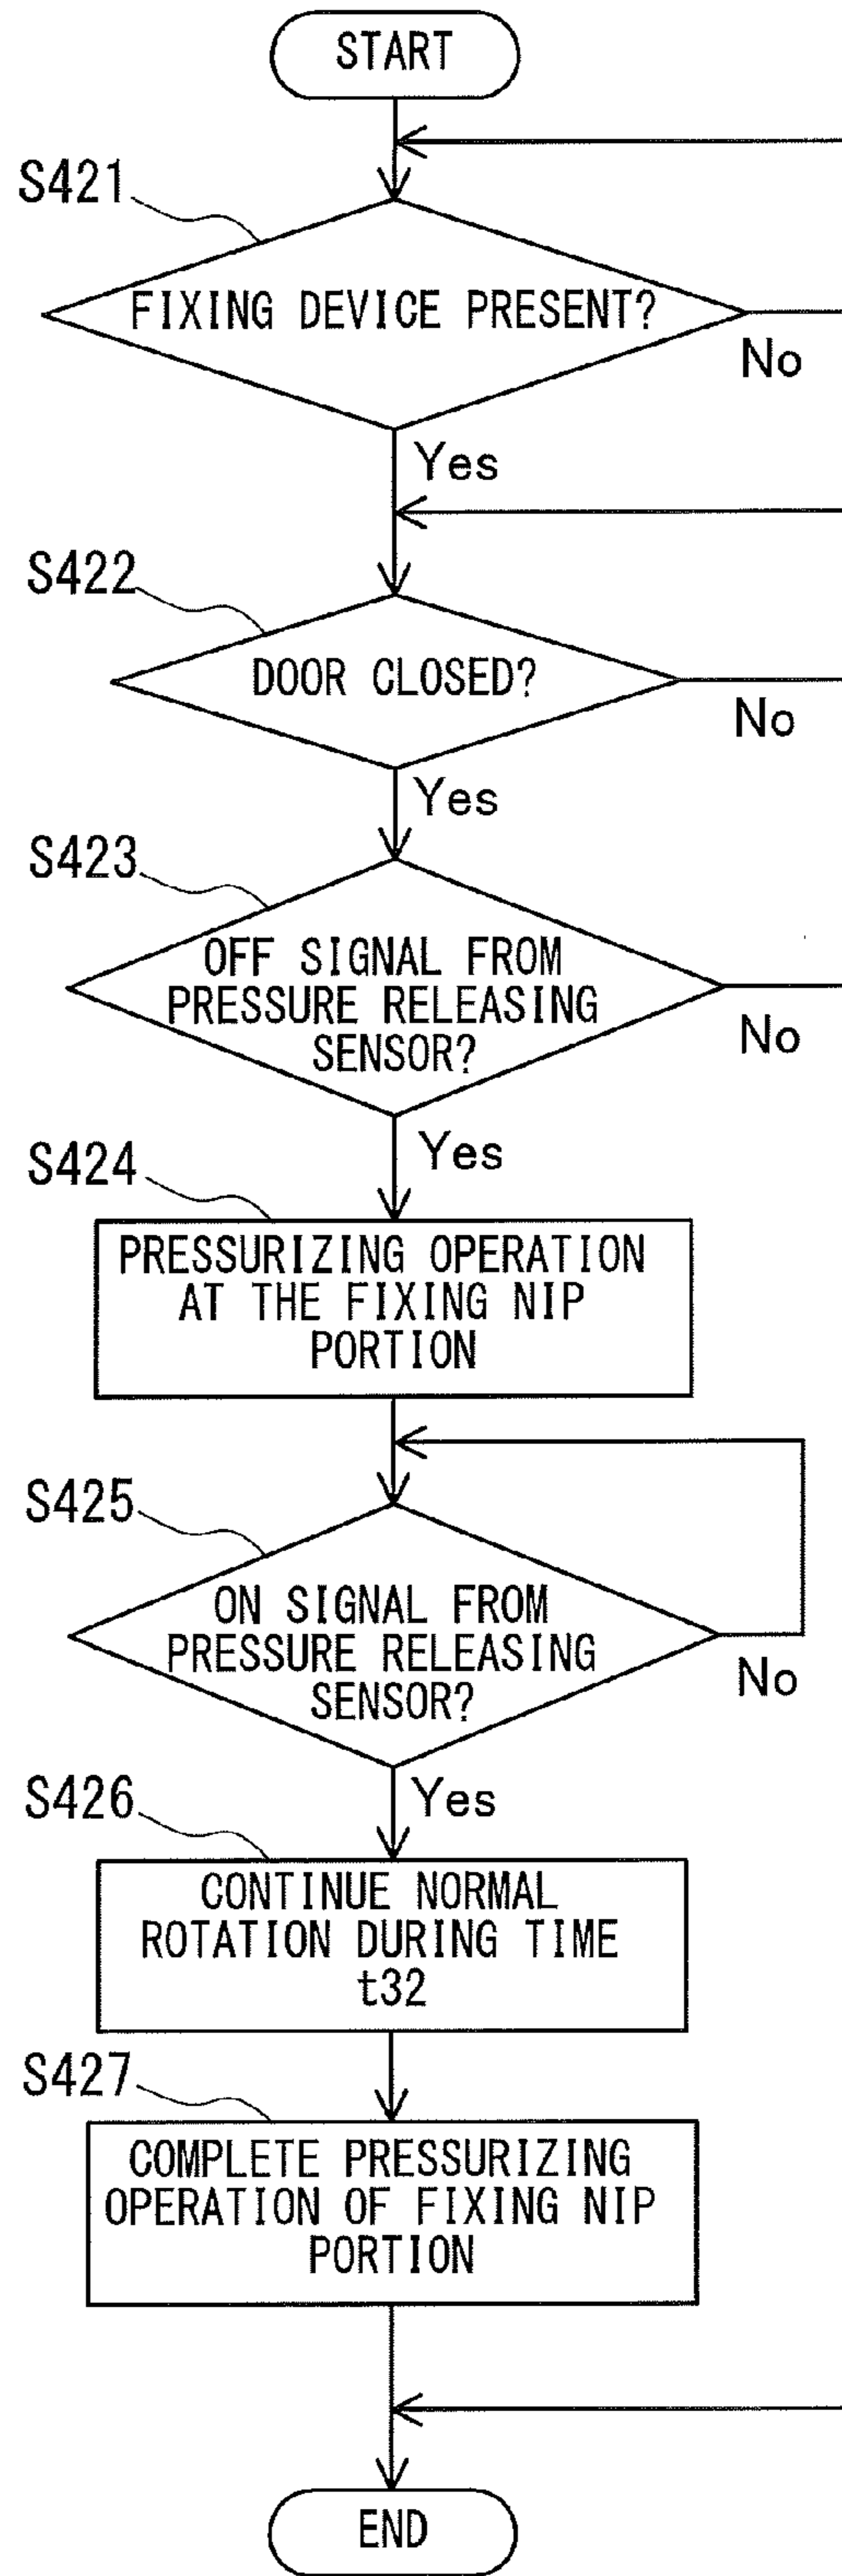 START
S421
FIXING DEVICE PRESENT?
No
Yes
S422
DOOR CLOSED?
No
Yes
S423
OFF SIGNAL FROM
PRESSURE RELEASING
SENSOR?
No
Yes
S424
PRESSURIZING OPERATION
AT THE FIXING NIP
PORTION
S425
ON SIGNAL FROM
PRESSURE RELEASING
SENSOR?
No
Yes
S426
CONTINUE NORMAL
ROTATION DURING TIME
t32
S427
COMPLETE PRESSURIZING
OPERATION OF FIXING NIP
PORTION
END